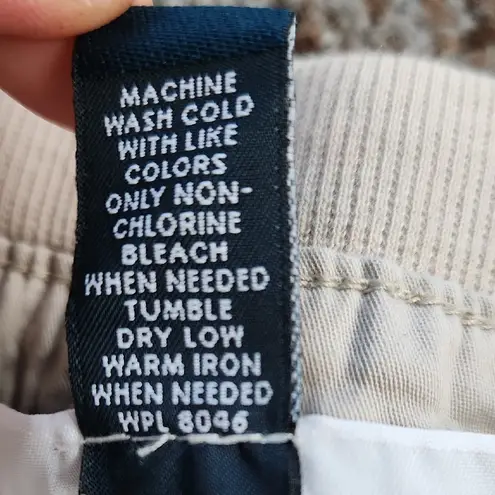 MACHINE
WASH COLD
WITH LIKE
COLORS
ONLY NON-
CHLORINE
BLEACH
WHEN NEEDED
TUMBLE
DRY LOW
WARM IRON
WHEN NEEDED
WPL 8046